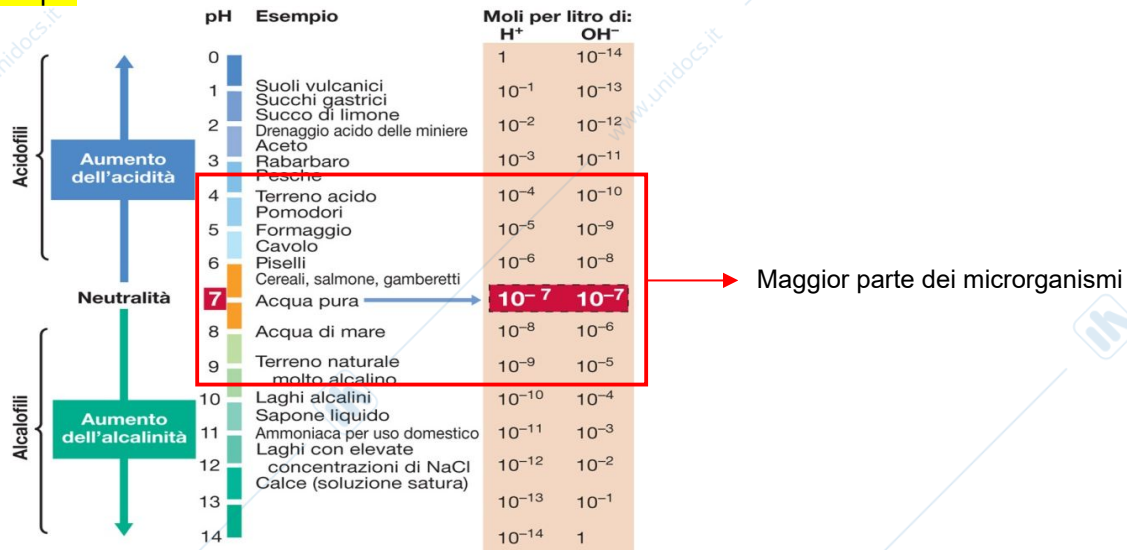 pH Esempio Moli per litro di:
H⁺ OH⁻
0 1 10⁻¹⁴
Suoli vulcanici
1 10⁻¹ 10⁻¹³
Succhi gastrici
Succo di limone
2 10⁻² 10⁻¹²
Drenaggio acido delle miniere
Aceto
3 Rabarbaro 10⁻³ 10⁻¹¹
Pesche
4 Terreno acido 10⁻⁴ 10⁻¹⁰
Pomodori
5 Formaggio 10⁻⁵ 10⁻⁹
Cavolo
6 Piselli 10⁻⁶ 10⁻⁸
Cereali, salmone, gamberetti
7 Acqua pura 10⁻⁷ 10⁻⁷
8 Acqua di mare 10⁻⁸ 10⁻⁶
Terreno naturale
9 10⁻⁹ 10⁻⁵
molto alcalino
10 Laghi alcalini 10⁻¹⁰ 10⁻⁴
Sapone liquido
11 Ammoniaca per uso domestico 10⁻¹¹ 10⁻³
Laghi con elevate
12 concentrazioni di NaCl 10⁻¹² 10⁻²
Calce (soluzione satura)
13 10⁻¹³ 10⁻¹
14 10⁻¹⁴ 1
Acidofili
Aumento
dell'acidità
Neutralità
Alcalofili
Aumento
dell'alcalinità
Maggior parte dei microrganismi
www.unidocs.it